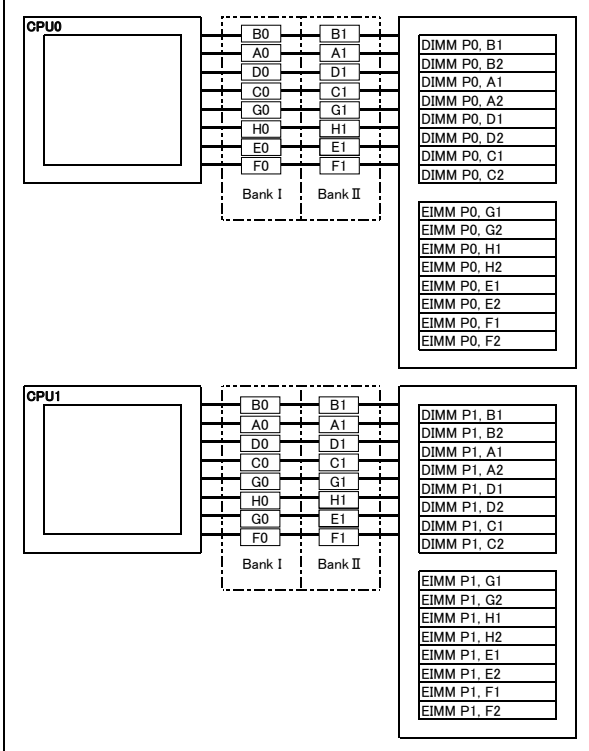 CPU0
B0 B1
A0 A1
D0 D1
C0 C1
G0 G1
H0 H1
E0 E1
F0 F1
Bank I Bank II
DIMM P0, B1
DIMM P0, B2
DIMM P0, A1
DIMM P0, A2
DIMM P0, D1
DIMM P0, D2
DIMM P0, C1
DIMM P0, C2
EIMM P0, G1
EIMM P0, G2
EIMM P0, H1
EIMM P0, H2
EIMM P0, E1
EIMM P0, E2
EIMM P0, F1
EIMM P0, F2
CPU1
B0 B1
A0 A1
D0 D1
C0 C1
G0 G1
H0 H1
G0 E1
F0 F1
Bank I Bank II
DIMM P1, B1
DIMM P1, B2
DIMM P1, A1
DIMM P1, A2
DIMM P1, D1
DIMM P1, D2
DIMM P1, C1
DIMM P1, C2
EIMM P1, G1
EIMM P1, G2
EIMM P1, H1
EIMM P1, H2
EIMM P1, E1
EIMM P1, E2
EIMM P1, F1
EIMM P1, F2